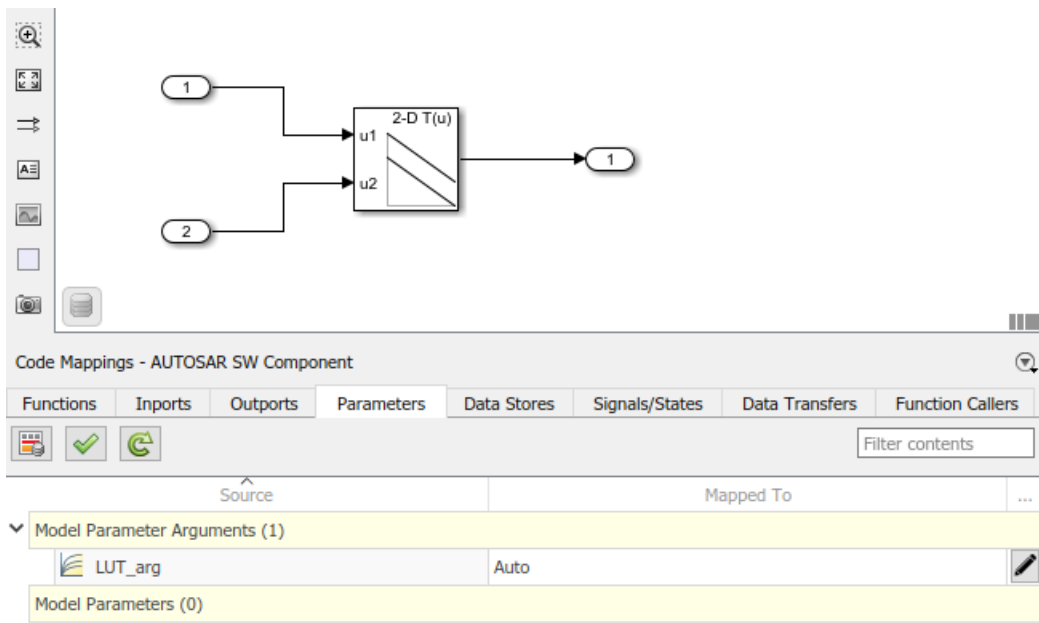 1
2-D T(u)
u1
1
u2
2
A
Code Mappings - AUTOSAR SW Component
Functions Inports Outports Parameters Data Stores Signals/States Data Transfers Function Callers
Filter contents
Source Mapped To ...
Model Parameter Arguments (1)
LUT_arg Auto
Model Parameters (0)